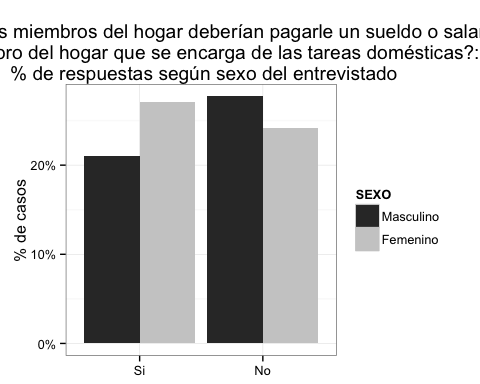 s miembros del hogar deberían pagarle un sueldo o salar
oro del hogar que se encarga de las tareas domésticas?:
% de respuestas según sexo del entrevistado
% de casos
20%
10%
0%
Si
No
SEXO
Masculino
Femenino